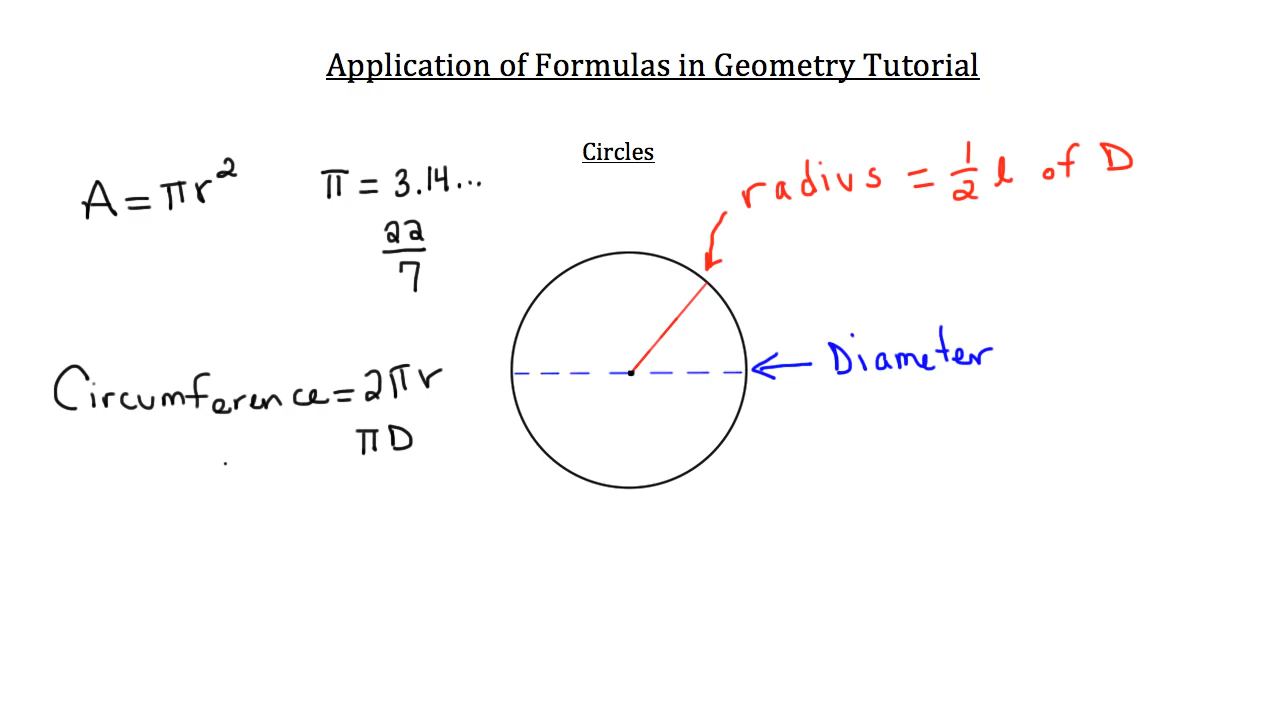 Application of Formulas in Geometry Tutorial
Circles
A = πr²
π = 3.14...
22
7
radius = 1/2 l of D
Diameter
Circumference = 2πr
πD